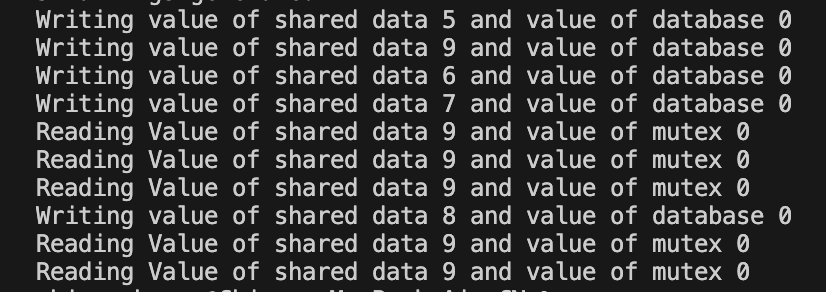 Writing value of shared data 5 and value of database 0
Writing value of shared data 9 and value of database 0
Writing value of shared data 6 and value of database 0
Writing value of shared data 7 and value of database 0
Reading Value of shared data 9 and value of mutex 0
Reading Value of shared data 9 and value of mutex 0
Reading Value of shared data 9 and value of mutex 0
Writing value of shared data 8 and value of database 0
Reading Value of shared data 9 and value of mutex 0
Reading Value of shared data 9 and value of mutex 0